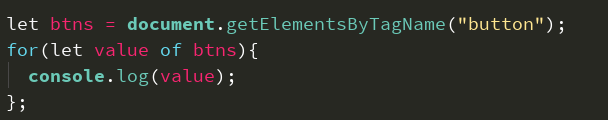 let btns = document.getElementsByTagName("button");
for(let value of btns){
  console.log(value);
};